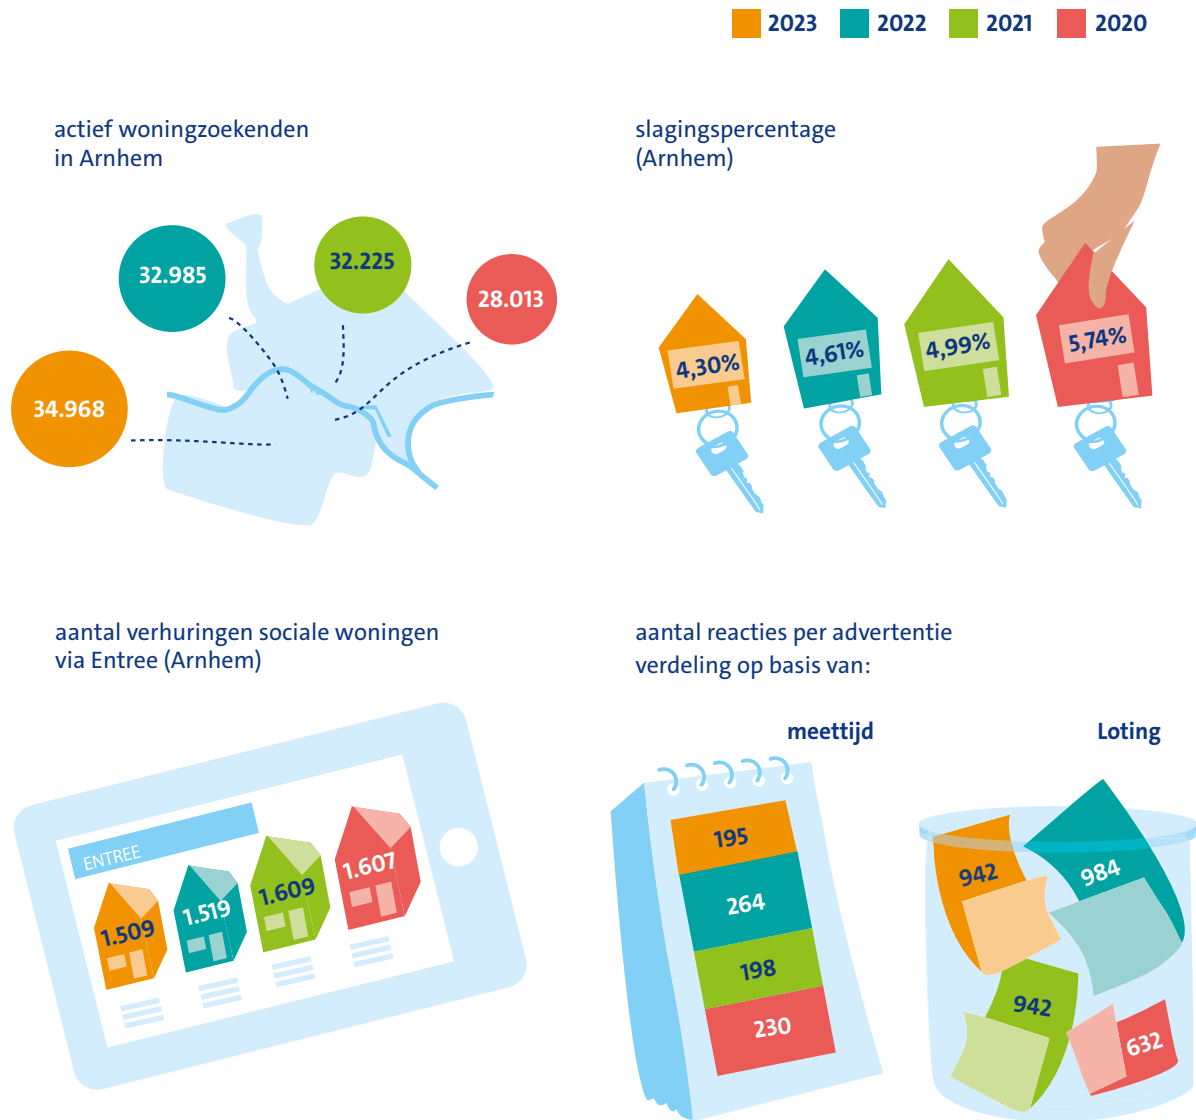 2023 2022 2021 2020
actief woningzoekenden
in Arnhem
32.985
32.225
28.013
34.968
slagingspercentage
(Arnhem)
4,30%
4,61%
4,99%
5,74%
aantal verhuringen sociale woningen
via Entree (Arnhem)
ENTREE
1.509
1.519
1.609
1.607
aantal reacties per advertentie
verdeling op basis van:
meettijd
195
264
198
230
Loting
942
984
942
632